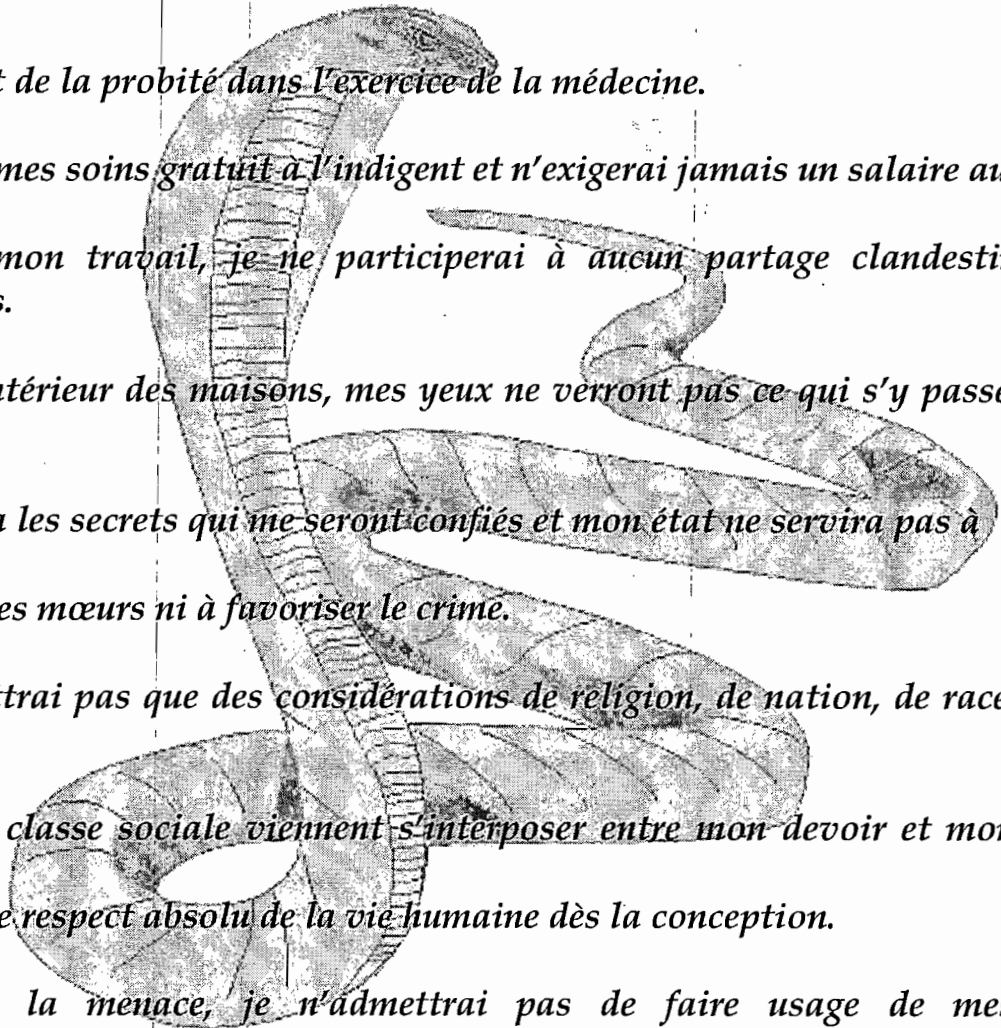 t de la probité dans l'exercice de la médecine.
mes soins gratuit à l'indigent et n'exigerai jamais un salaire au
mon travail, je ne participerai à aucun partage clandestin
s.
ntérieur des maisons, mes yeux ne verront pas ce qui s'y passe
a les secrets qui me seront confiés et mon état ne servira pas à
es mœurs ni à favoriser le crime.
ttrai pas que des considérations de religion, de nation, de race
classe sociale viennent s'interposer entre mon devoir et mon
e respect absolu de la vie humaine dès la conception.
la menace, je n'admettrai pas de faire usage de mes